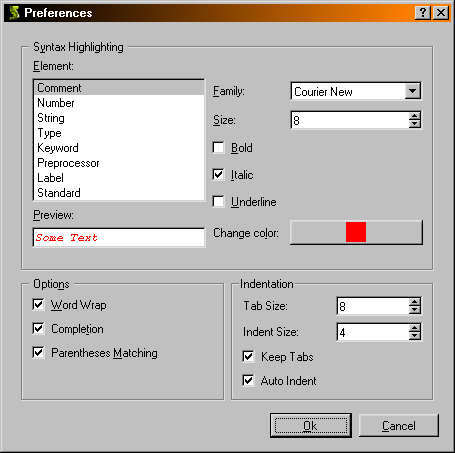 Preferences
Syntax Highlighting
Element:
Comment
Number
String
Type
Keyword
Preprocessor
Label
Standard
Preview:
Some Text
Family: Courier New
Size: 8
Bold
Italic
Underline
Change color:
Options
Word Wrap
Completion
Parentheses Matching
Indentation
Tab Size: 8
Indent Size: 4
Keep Tabs
Auto Indent
Ok Cancel